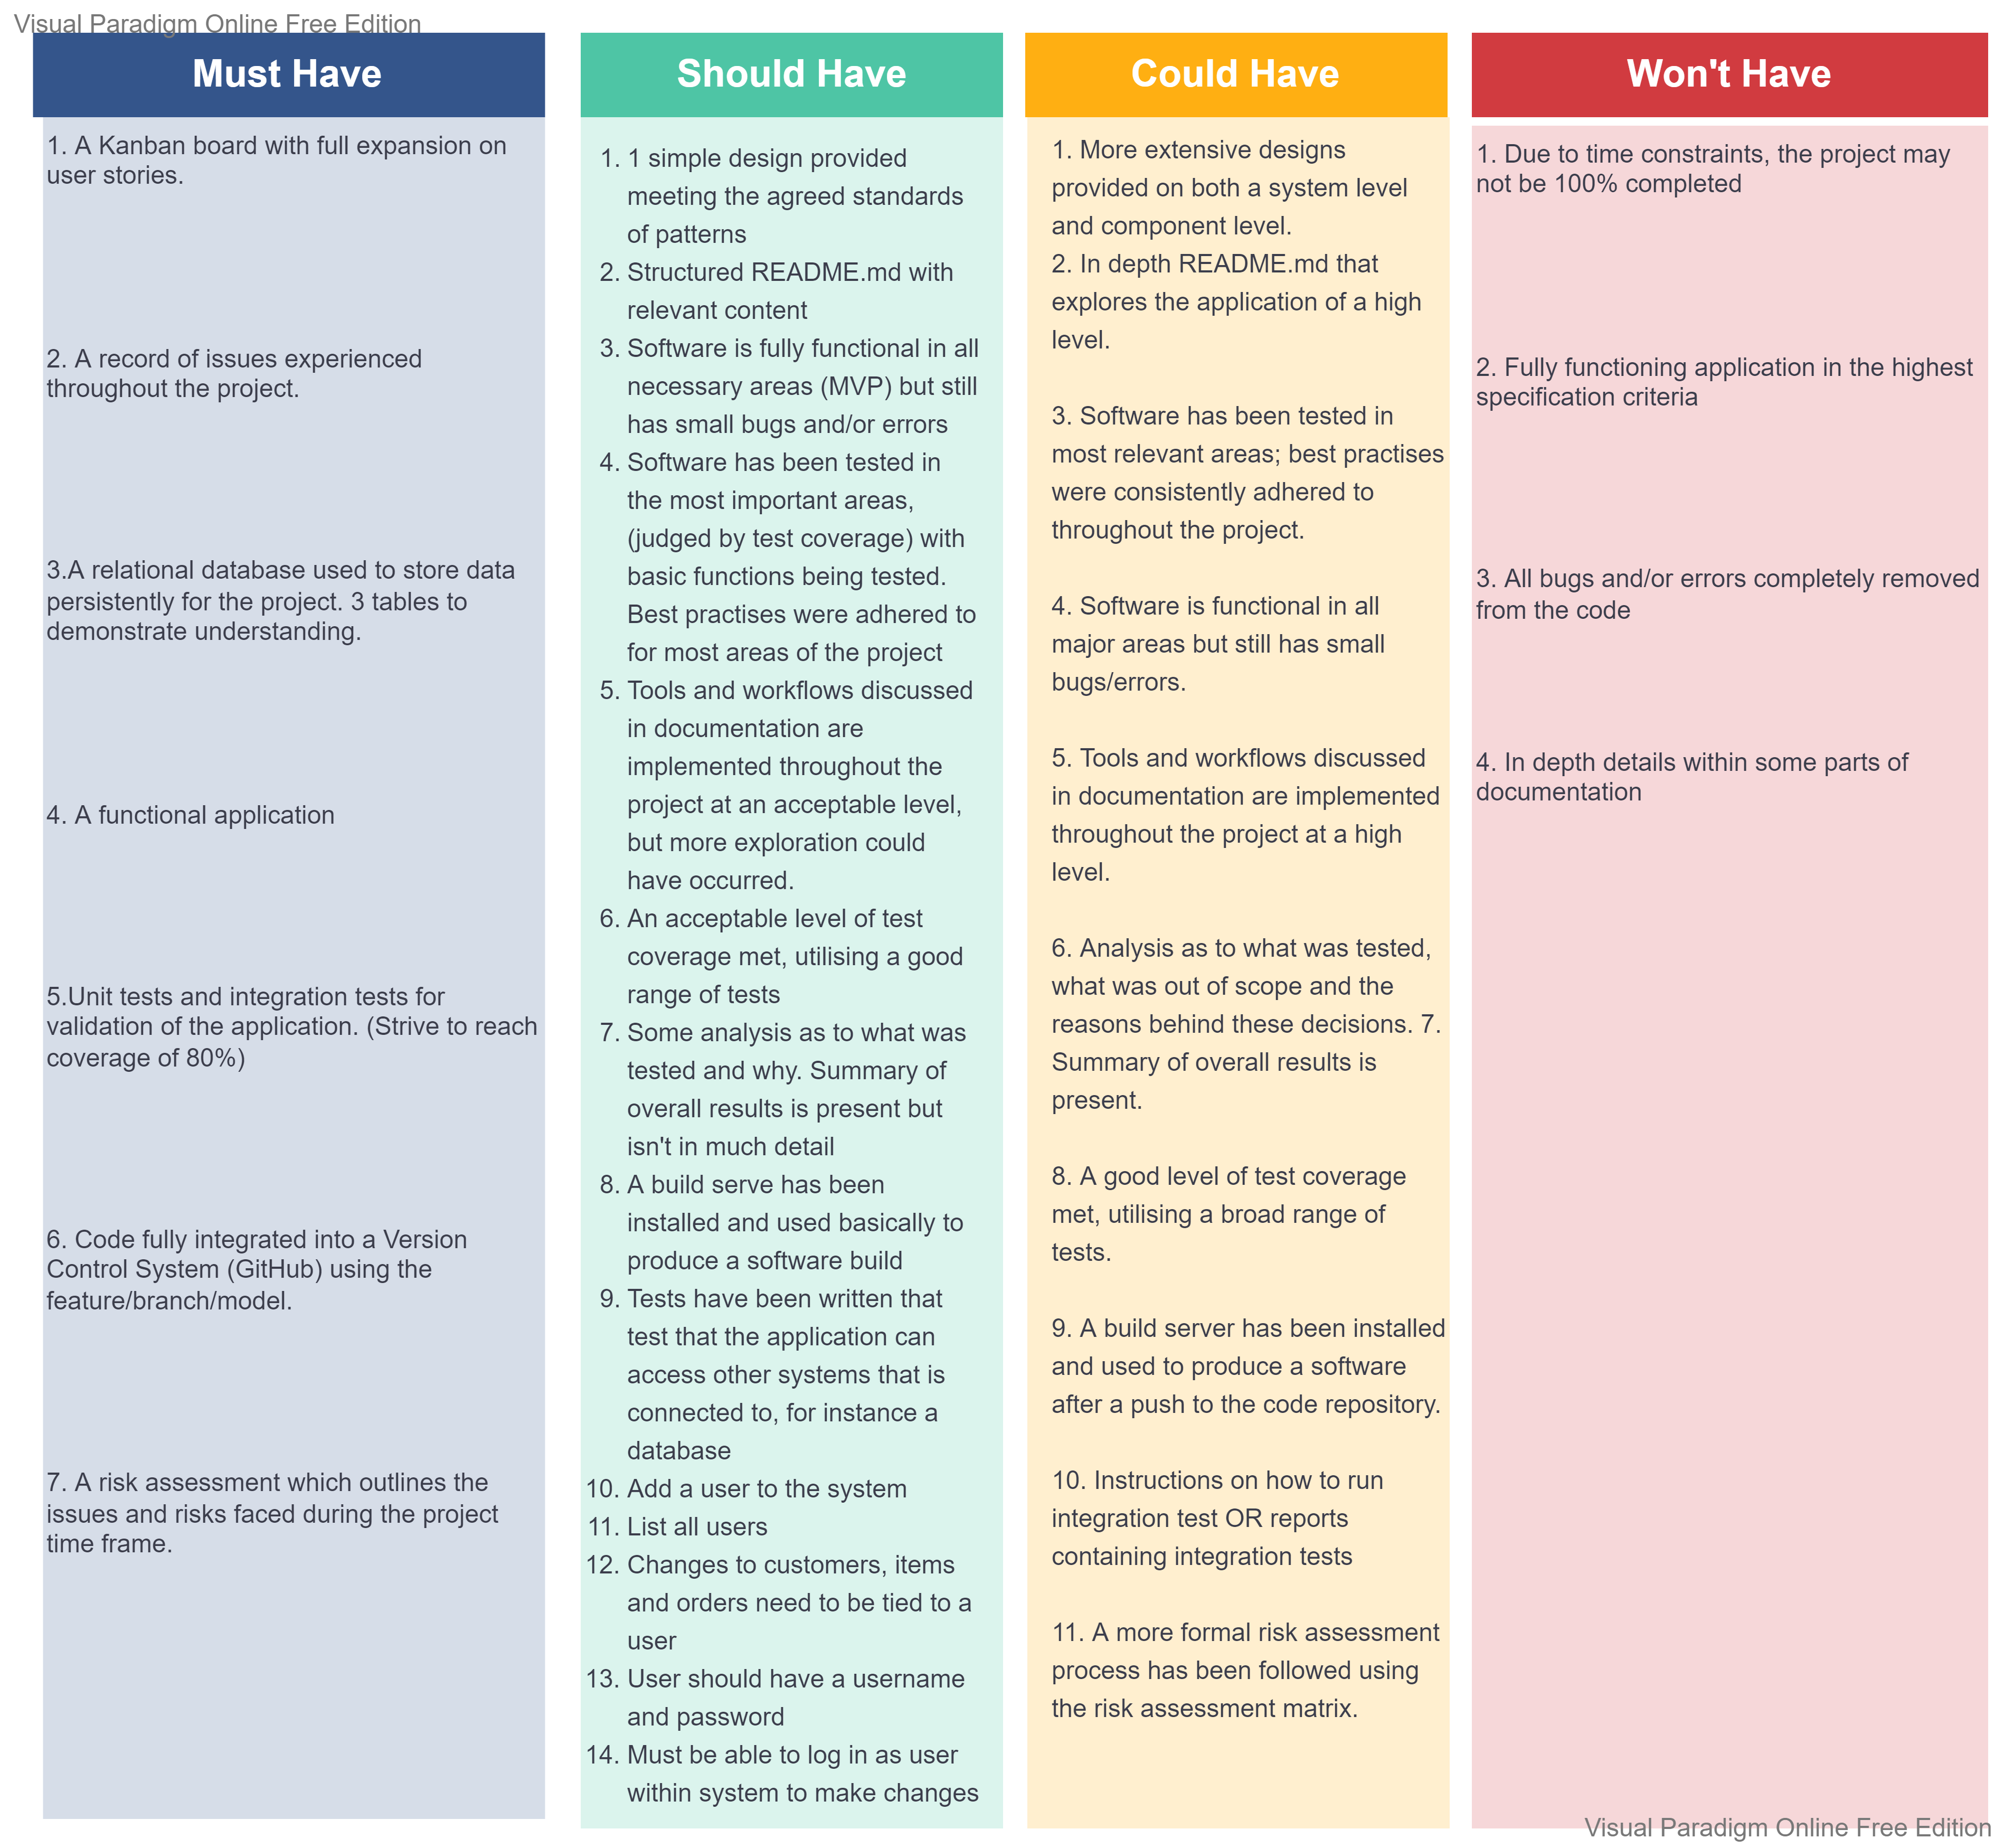 Visual Paradigm Online Free Edition
Must Have
1. A Kanban board with full expansion on
user stories.
2. A record of issues experienced
throughout the project.
3.A relational database used to store data
persistently for the project. 3 tables to
demonstrate understanding.
4. A functional application
5.Unit tests and integration tests for
validation of the application. (Strive to reach
coverage of 80%)
6. Code fully integrated into a Version
Control System (GitHub) using the
feature/branch/model.
7. A risk assessment which outlines the
issues and risks faced during the project
time frame.
Should Have
1. 1 simple design provided
meeting the agreed standards
of patterns
2. Structured README.md with
relevant content
3. Software is fully functional in all
necessary areas (MVP) but still
has small bugs and/or errors
4. Software has been tested in
the most important areas,
(judged by test coverage) with
basic functions being tested.
Best practises were adhered to
for most areas of the project
5. Tools and workflows discussed
in documentation are
implemented throughout the
project at an acceptable level,
but more exploration could
have occurred.
6. An acceptable level of test
coverage met, utilising a good
range of tests
7. Some analysis as to what was
tested and why. Summary of
overall results is present but
isn't in much detail
8. A build serve has been
installed and used basically to
produce a software build
9. Tests have been written that
test that the application can
access other systems that is
connected to, for instance a
database
10. Add a user to the system
11. List all users
12. Changes to customers, items
and orders need to be tied to a
user
13. User should have a username
and password
14. Must be able to log in as user
within system to make changes
Could Have
1. More extensive designs
provided on both a system level
and component level.
2. In depth README.md that
explores the application of a high
level.
3. Software has been tested in
most relevant areas; best practises
were consistently adhered to
throughout the project.
4. Software is functional in all
major areas but still has small
bugs/errors.
5. Tools and workflows discussed
in documentation are implemented
throughout the project at a high
level.
6. Analysis as to what was tested,
what was out of scope and the
reasons behind these decisions. 7.
Summary of overall results is
present.
8. A good level of test coverage
met, utilising a broad range of
tests.
9. A build server has been installed
and used to produce a software
after a push to the code repository.
10. Instructions on how to run
integration test OR reports
containing integration tests
11. A more formal risk assessment
process has been followed using
the risk assessment matrix.
Won't Have
1. Due to time constraints, the project may
not be 100% completed
2. Fully functioning application in the highest
specification criteria
3. All bugs and/or errors completely removed
from the code
4. In depth details within some parts of
documentation
Visual Paradigm Online Free Edition